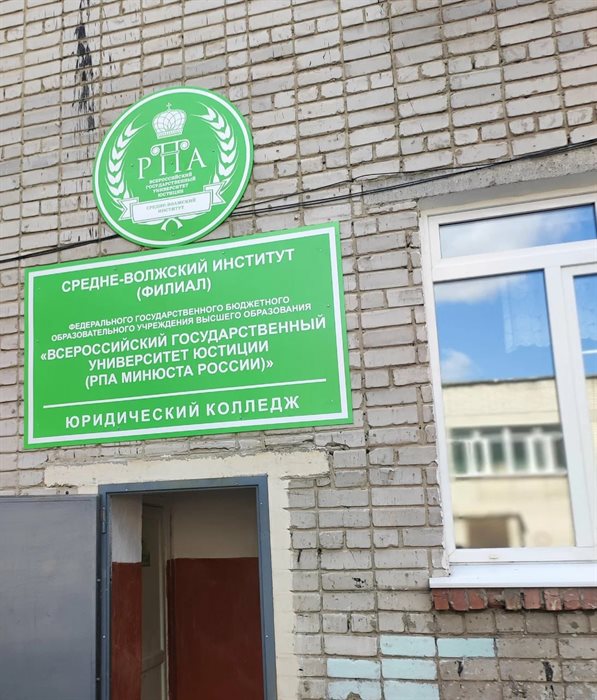 РПА
ВСЕРОССИЙСКИЙ
ГОСУДАРСТВЕННЫЙ
УНИВЕРСИТЕТ
ЮСТИЦИИ
СРЕДНЕ-ВОЛЖСКИЙ
ИНСТИТУТ
СРЕДНЕ-ВОЛЖСКИЙ ИНСТИТУТ
(ФИЛИАЛ)
ФЕДЕРАЛЬНОГО ГОСУДАРСТВЕННОГО БЮДЖЕТНОГО
ОБРАЗОВАТЕЛЬНОГО УЧРЕЖДЕНИЯ ВЫСШЕГО ОБРАЗОВАНИЯ
«ВСЕРОССИЙСКИЙ ГОСУДАРСТВЕННЫЙ
УНИВЕРСИТЕТ ЮСТИЦИИ
(РПА МИНЮСТА РОССИИ)»
ЮРИДИЧЕСКИЙ КОЛЛЕДЖ